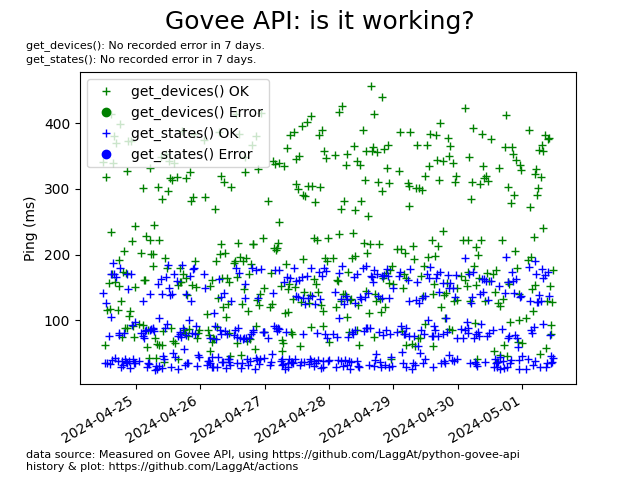 Govee API: is it working?
get_devices(): No recorded error in 7 days.
get_states(): No recorded error in 7 days.
get_devices() OK
get_devices() Error
get_states() OK
get_states() Error
Ping (ms)
400
300
200
100
2024-04-25
2024-04-26
2024-04-27
2024-04-28
2024-04-29
2024-04-30
2024-05-01
data source: Measured on Govee API, using https://github.com/LaggAt/python-govee-api
history & plot: https://github.com/LaggAt/actions